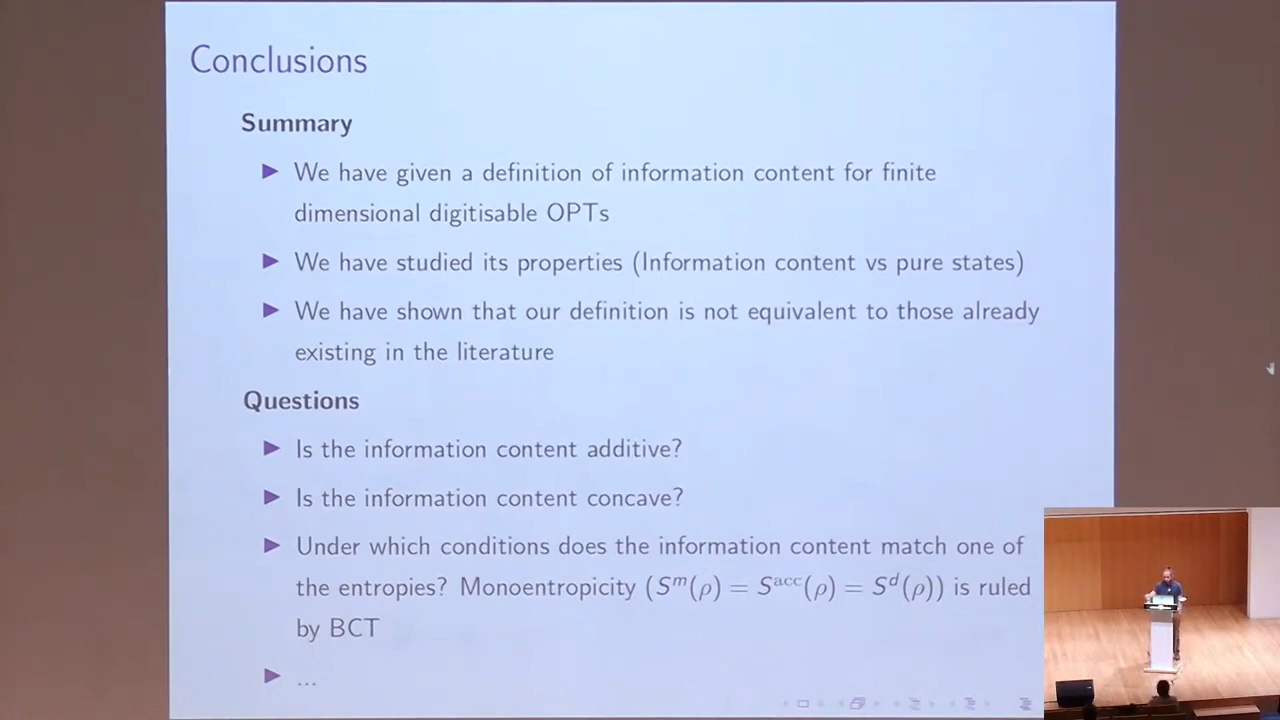 Conclusions
Summary
▶ We have given a definition of information content for finite
dimensional digitisable OPTs
▶ We have studied its properties (Information content vs pure states)
▶ We have shown that our definition is not equivalent to those already
existing in the literature
Questions
▶ Is the information content additive?
▶ Is the information content concave?
▶ Under which conditions does the information content match one of
the entropies? Monoentropicity (Sᵐ(ρ) = Sᵃᶜᶜ(ρ) = Sᵈ(ρ)) is ruled
by BCT
▶ ...